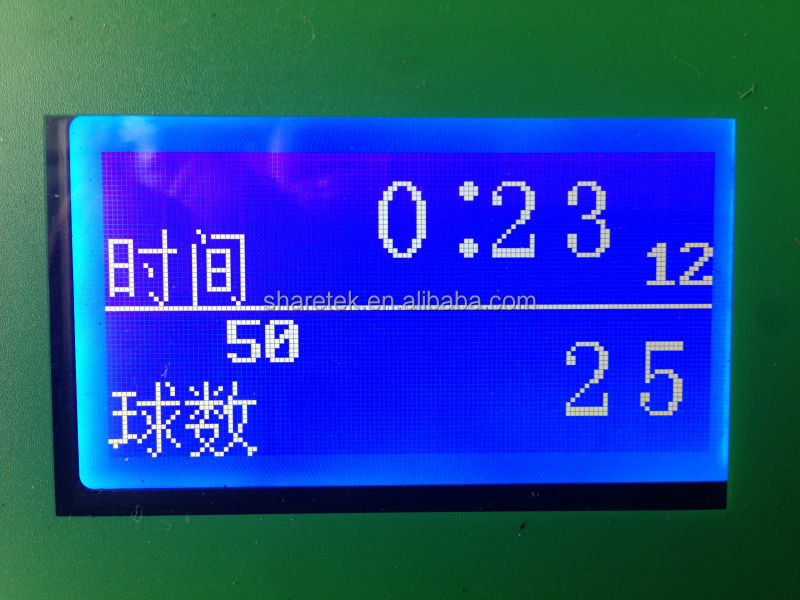 0:23
时间 12
sharetek.en.alibaba.com
50
25
球数